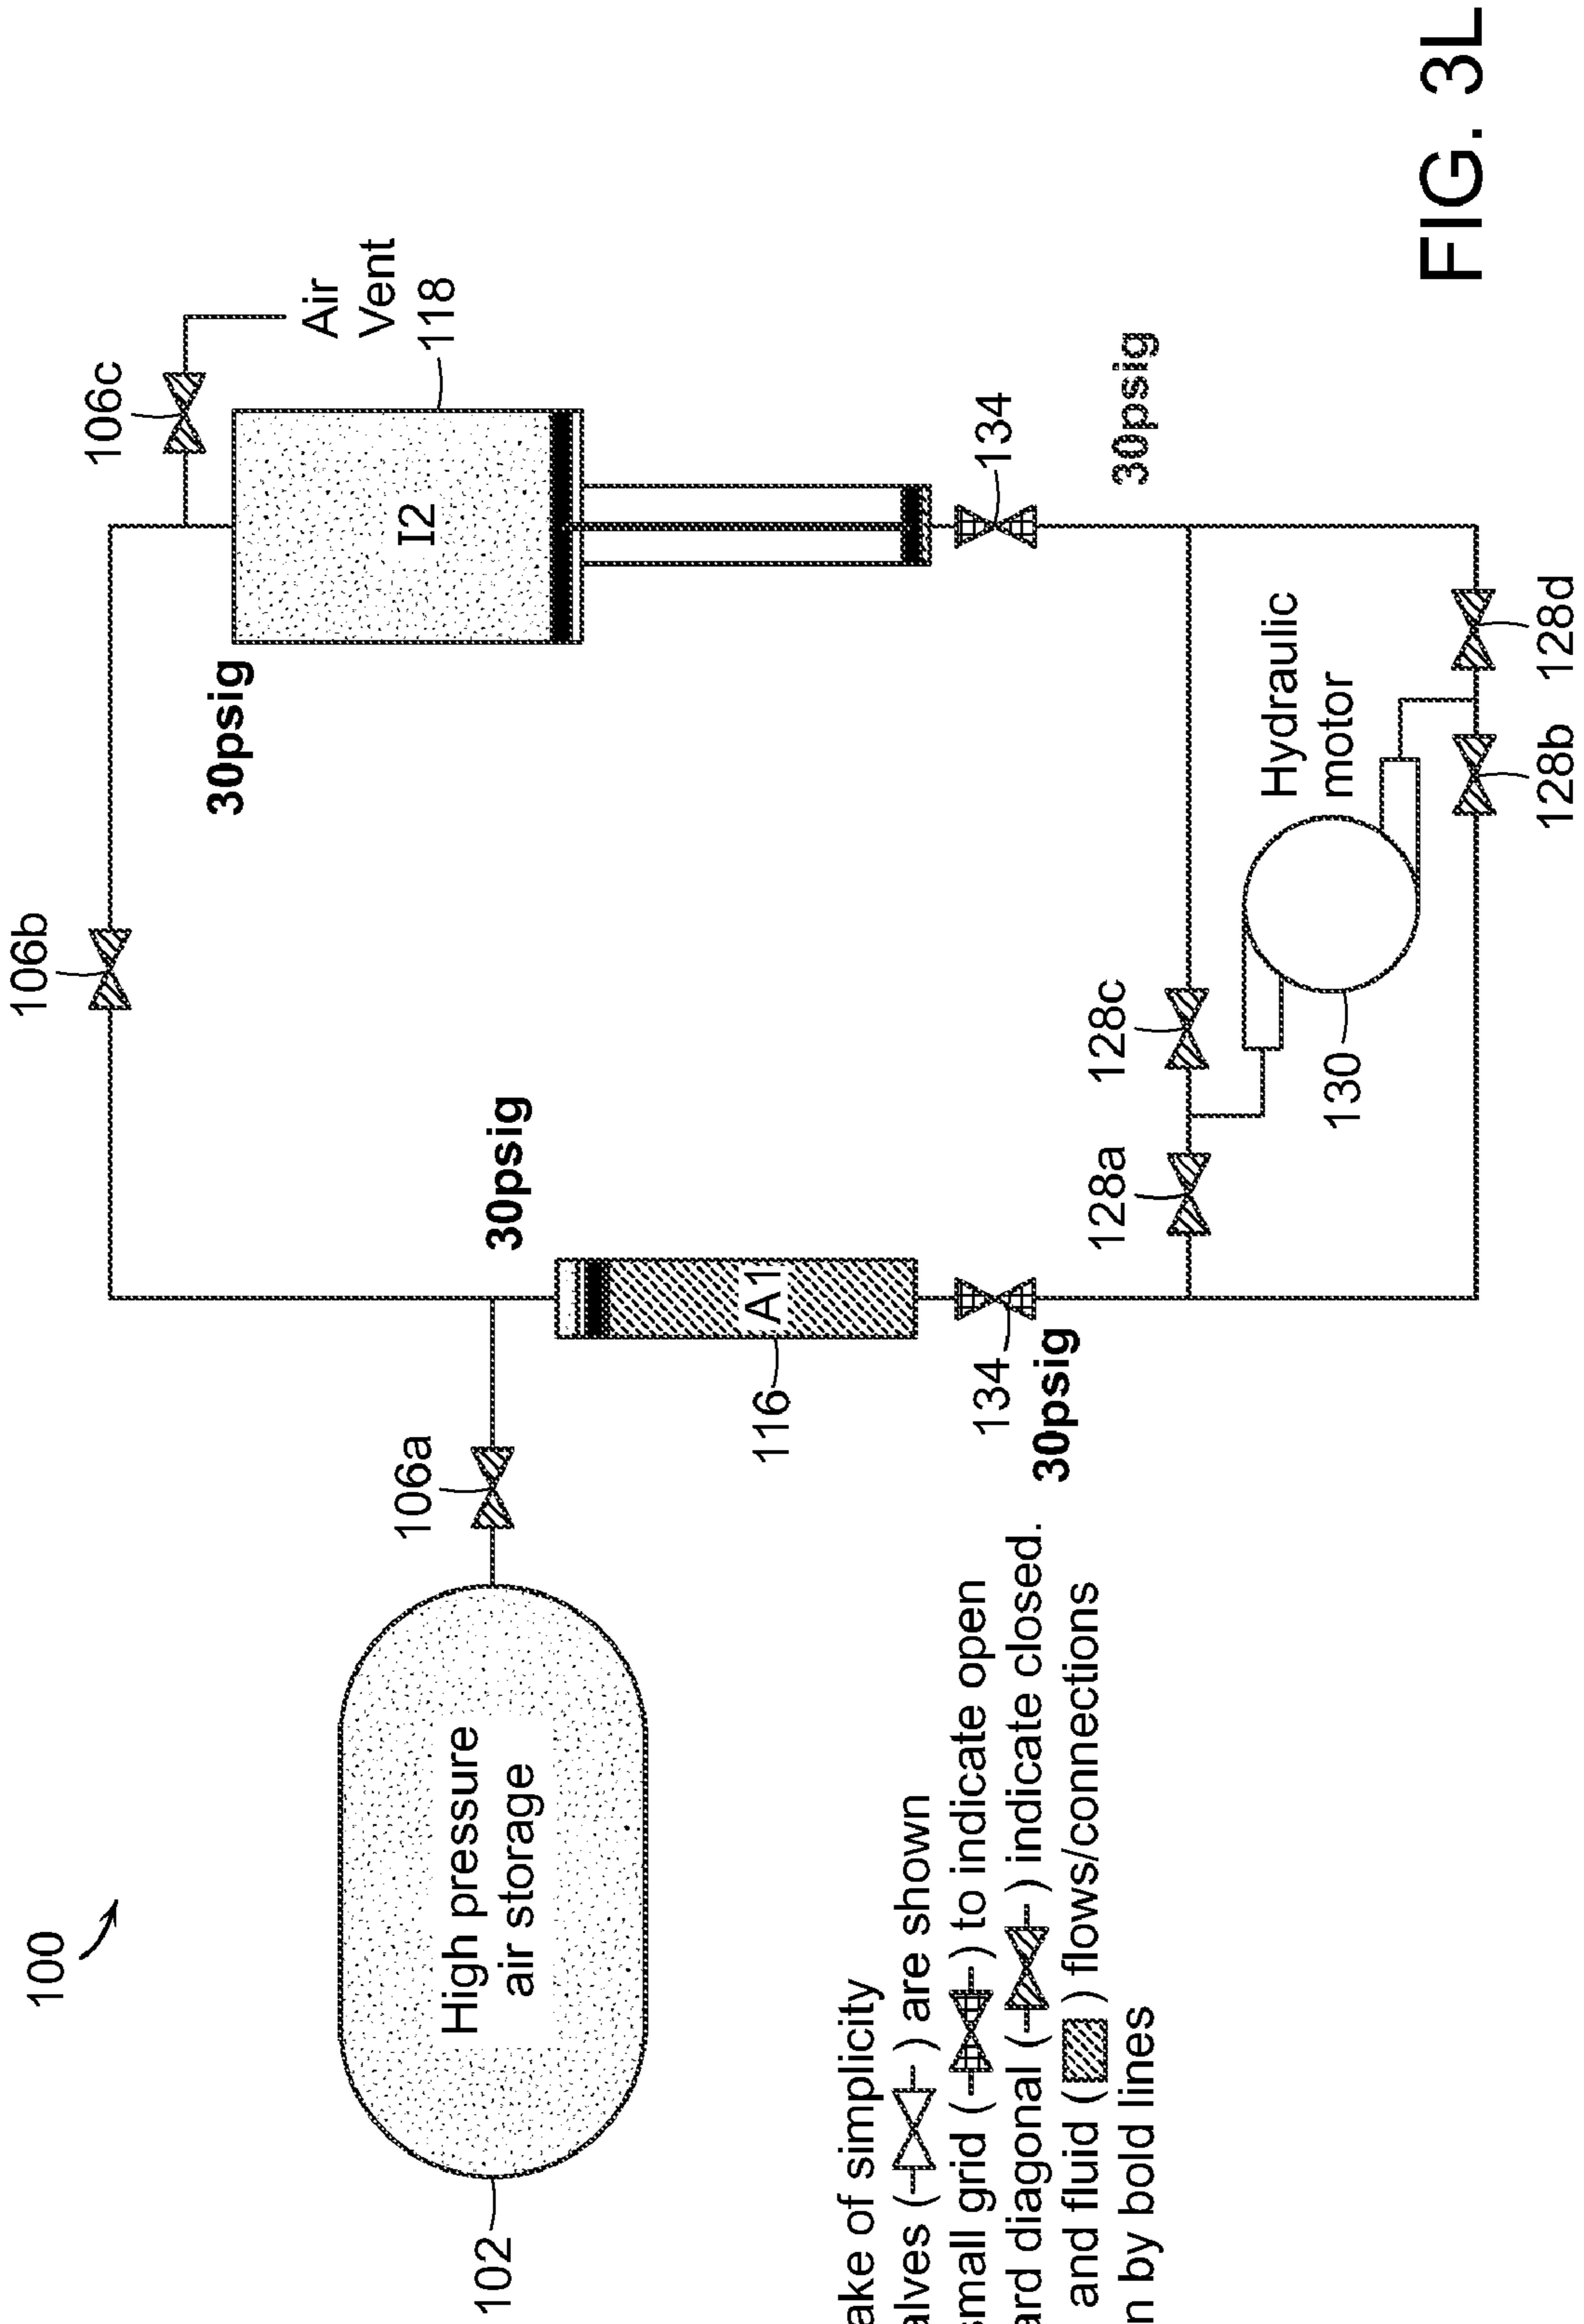 100
102
High pressure
air storage
106a
106b
106c
Air
Vent
118
I2
30psig
30psig
A1
116
134
30psig
134
30psig
128a
128c
Hydraulic
motor
130
128b
128d
ake of simplicity
alves ( ) are shown
small grid ( ) to indicate open
ard diagonal ( ) indicate closed.
and fluid ( ) flows/connections
n by bold lines
FIG. 3L